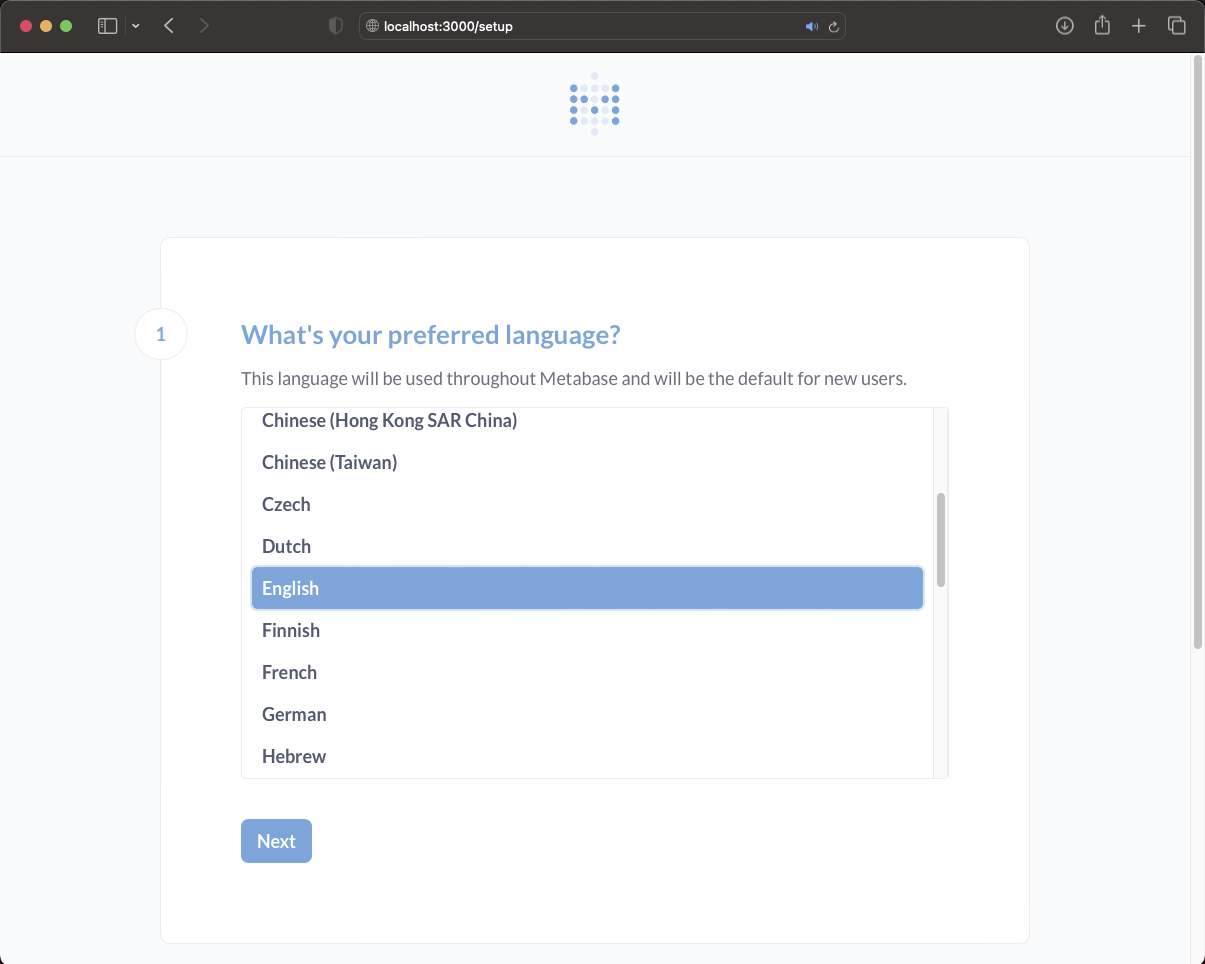 localhost:3000/setup
1
What's your preferred language?
This language will be used throughout Metabase and will be the default for new users.
Chinese (Hong Kong SAR China)
Chinese (Taiwan)
Czech
Dutch
English
Finnish
French
German
Hebrew
Next